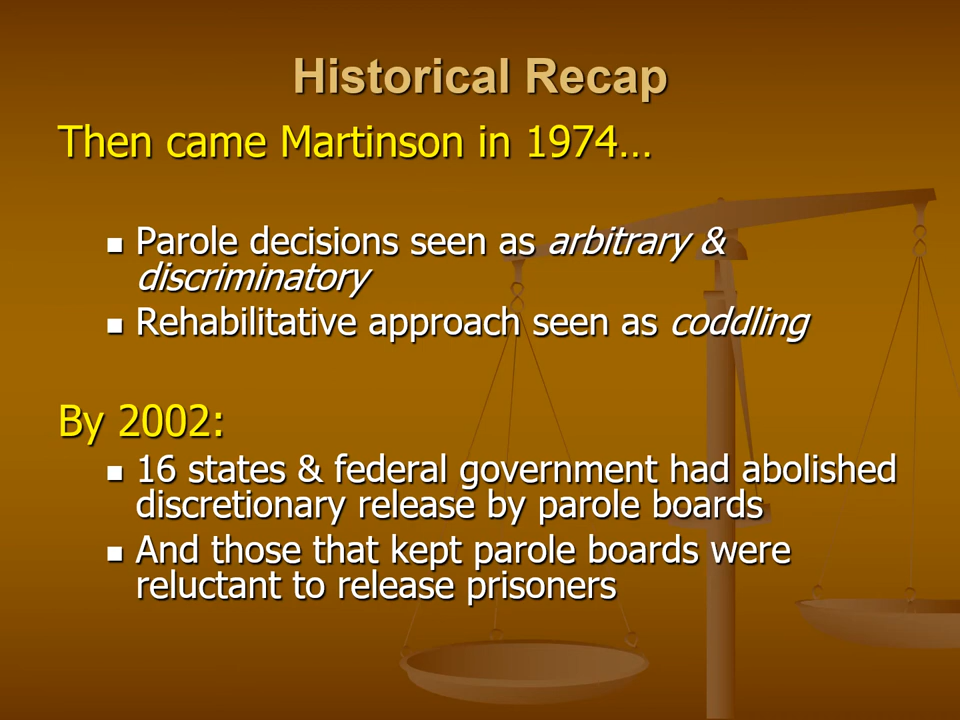 Historical Recap
Then came Martinson in 1974…
Parole decisions seen as arbitrary &
discriminatory
Rehabilitative approach seen as coddling
By 2002:
16 states & federal government had abolished
discretionary release by parole boards
And those that kept parole boards were
reluctant to release prisoners